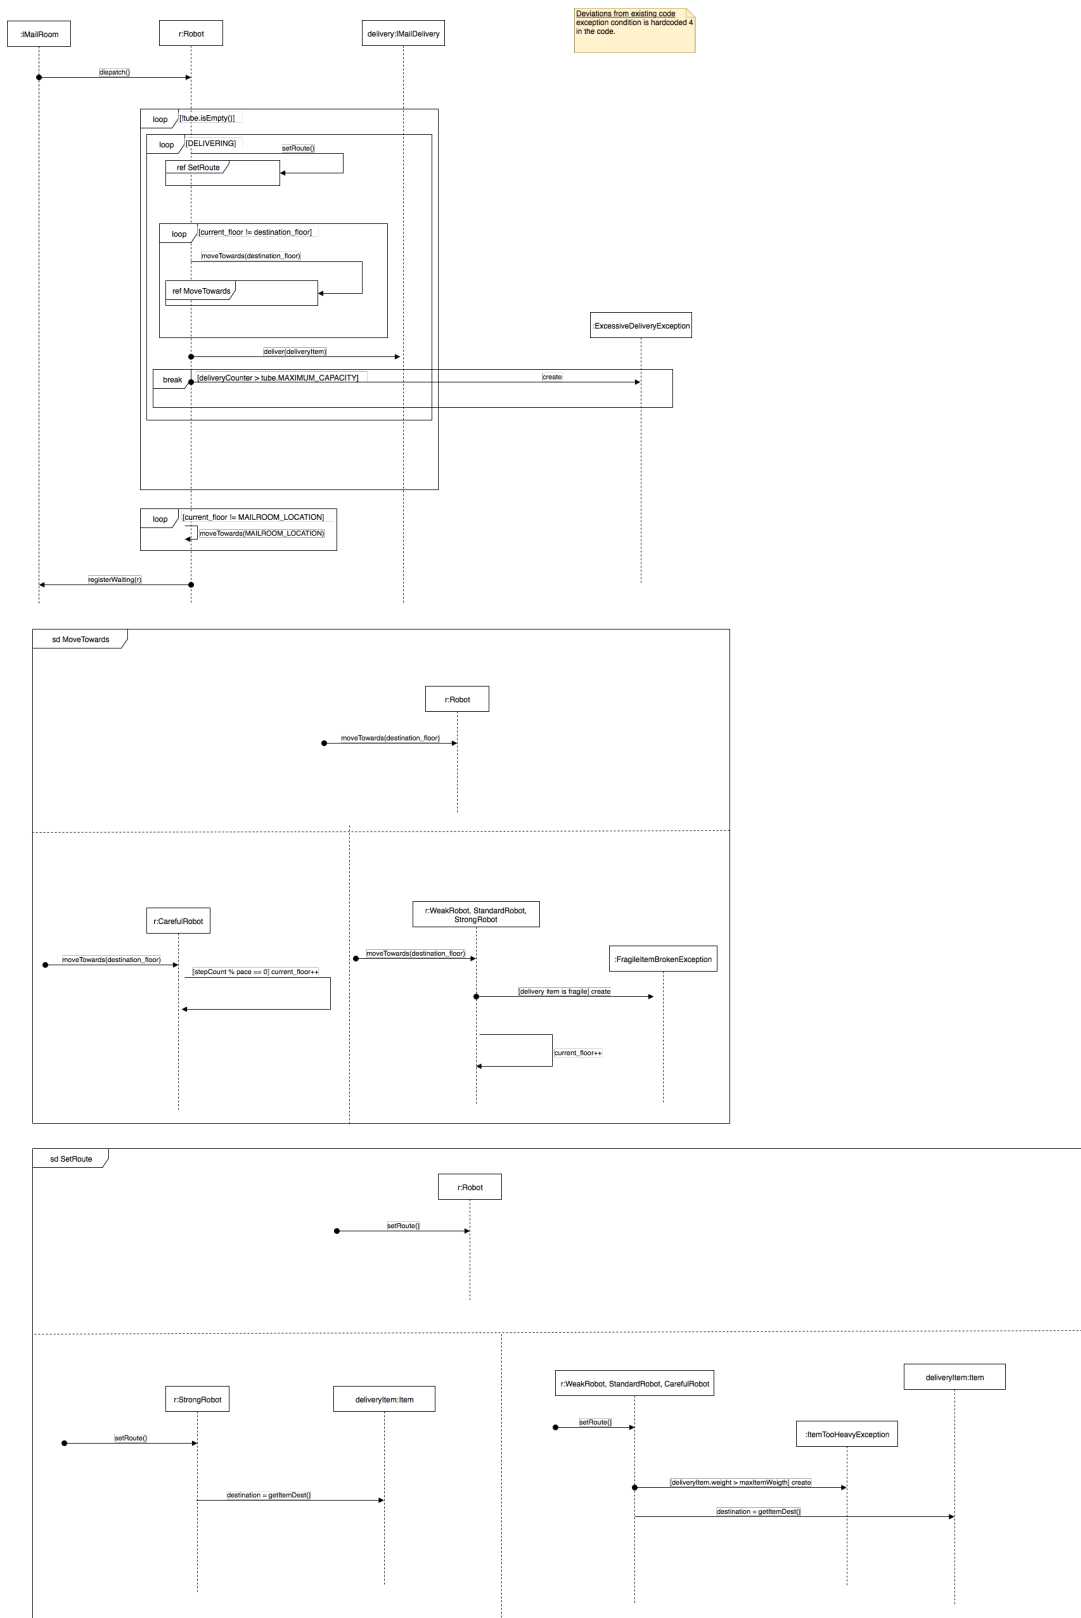 Deviations from existing code
exception condition is hardcoded 4
in the code.
:IMailRoom
r:Robot
delivery:IMailDelivery
dispatch()
loop
[!tube.isEmpty()]
loop
[DELIVERING]
setRoute()
ref SetRoute
loop
[current_floor != destination_floor]
moveTowards(destination_floor)
ref MoveTowards
:ExcessiveDeliveryException
deliver(deliveryItem)
break
[deliveryCounter > tube.MAXIMUM_CAPACITY]
create
loop
[current_floor != MAILROOM_LOCATION]
moveTowards(MAILROOM_LOCATION)
registerWaiting(r)
sd MoveTowards
r:Robot
moveTowards(destination_floor)
r:CarefulRobot
r:WeakRobot, StandardRobot,
StrongRobot
moveTowards(destination_floor)
moveTowards(destination_floor)
:FragileItemBrokenException
[stepCount % pace == 0] current_floor++
[delivery item is fragile] create
current_floor++
sd SetRoute
r:Robot
setRoute()
r:StrongRobot
deliveryItem:Item
r:WeakRobot, StandardRobot, CarefulRobot
deliveryItem:Item
setRoute()
setRoute()
:ItemTooHeavyException
[deliveryItem.weight > maxItemWeigth] create
destination = getItemDest()
destination = getItemDest()